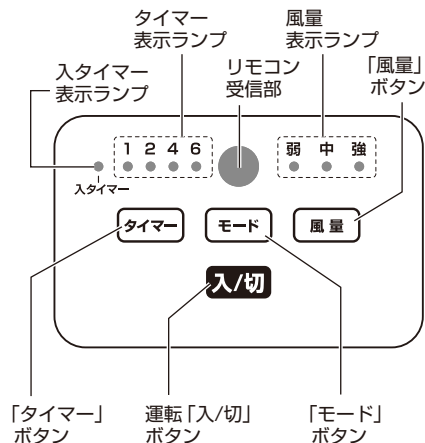 タイマー
表示ランプ
風量
表示ランプ
入タイマー
表示ランプ
リモコン
受信部
「風量」
ボタン
1 2 4 6
弱 中 強
入タイマー
タイマー
モード
風量
入/切
「タイマー」
ボタン
運転「入/切」
ボタン
「モード」
ボタン